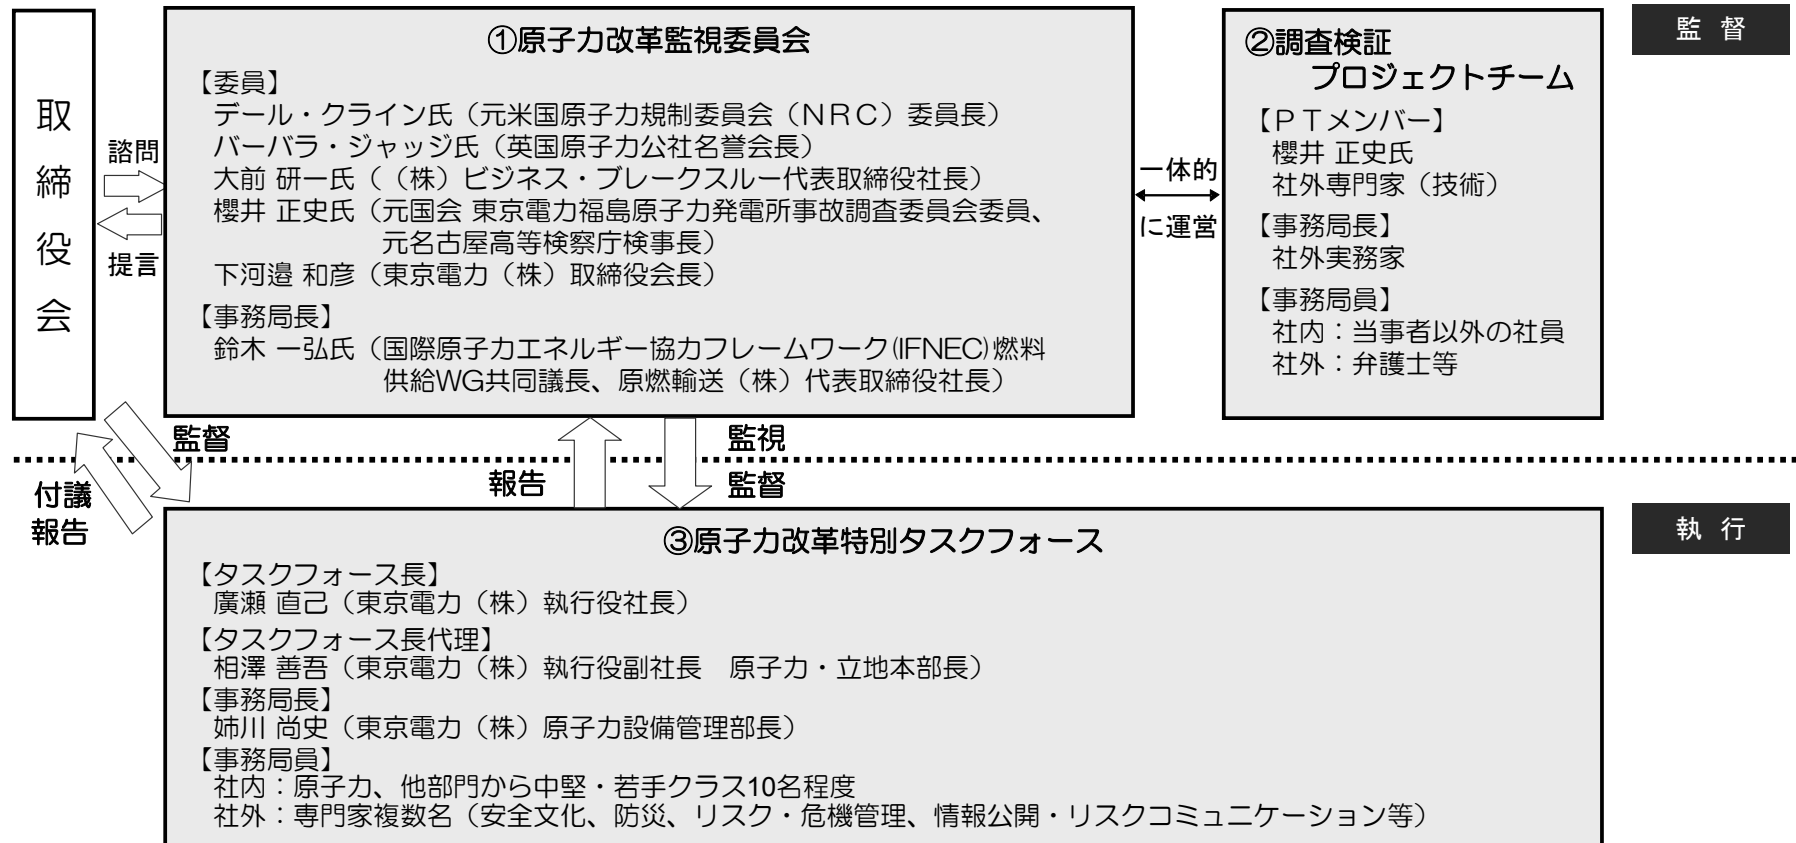 取締役会
諮問
提言
①原子力改革監視委員会
【委員】
デール・クライン氏（元米国原子力規制委員会（ＮＲＣ）委員長）
バーバラ・ジャッジ氏（英国原子力公社名誉会長）
大前 研一氏（（株）ビジネス・ブレークスルー代表取締役社長）
櫻井 正史氏（元国会 東京電力福島原子力発電所事故調査委員会委員、
元名古屋高等検察庁検事長）
下河邉 和彦（東京電力（株）取締役会長）
【事務局長】
鈴木 一弘氏（国際原子力エネルギー協力フレームワーク(IFNEC)燃料
供給WG共同議長、原燃輸送（株）代表取締役社長）
一体的
に運営
②調査検証
プロジェクトチーム
【ＰＴメンバー】
櫻井 正史氏
社外専門家（技術）
【事務局長】
社外実務家
【事務局員】
社内：当事者以外の社員
社外：弁護士等
監 督
監督
付議
報告
報告
監視
監督
③原子力改革特別タスクフォース
【タスクフォース長】
廣瀬 直己（東京電力（株）執行役社長）
【タスクフォース長代理】
相澤 善吾（東京電力（株）執行役副社長　原子力・立地本部長）
【事務局長】
姉川 尚史（東京電力（株）原子力設備管理部長）
【事務局員】
社内：原子力、他部門から中堅・若手クラス10名程度
社外：専門家複数名（安全文化、防災、リスク・危機管理、情報公開・リスクコミュニケーション等）
執 行